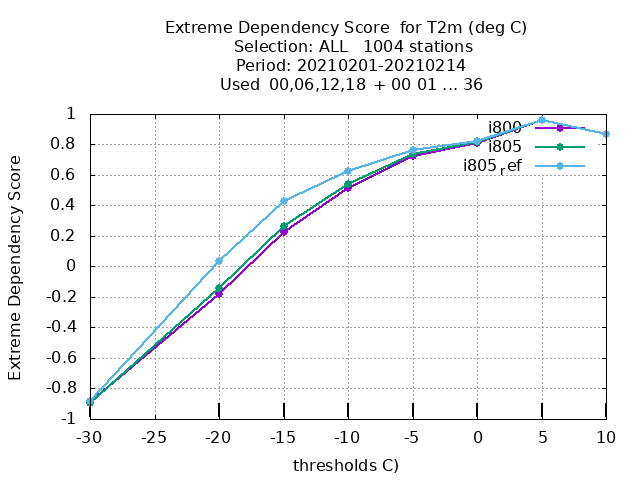 Extreme Dependency Score  for T2m (deg C)
Selection: ALL   1004 stations
Period: 20210201-20210214
Used  00,06,12,18  + 00 01 ... 36
Extreme Dependency Score
1
0.8
0.6
0.4
0.2
0
-0.2
-0.4
-0.6
-0.8
-1
i800
i805
i805_ref
-30 -25 -20 -15 -10 -5 0 5 10
thresholds C)